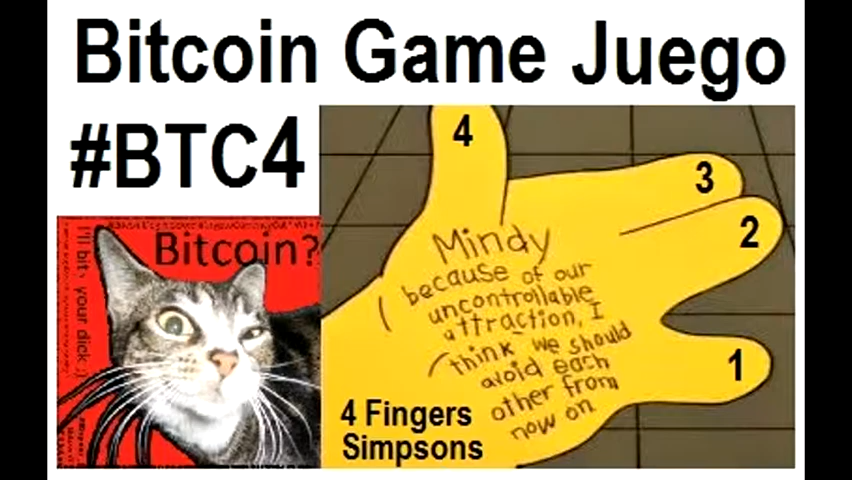 Bitcoin Game Juego
#BTC4
Bitcoin?
I'll bit, your dick ;)
4
3
2
1
Mindy
because of our
uncontrollable
attraction, I
think we should
avoid each
other from
now on
4 Fingers
Simpsons